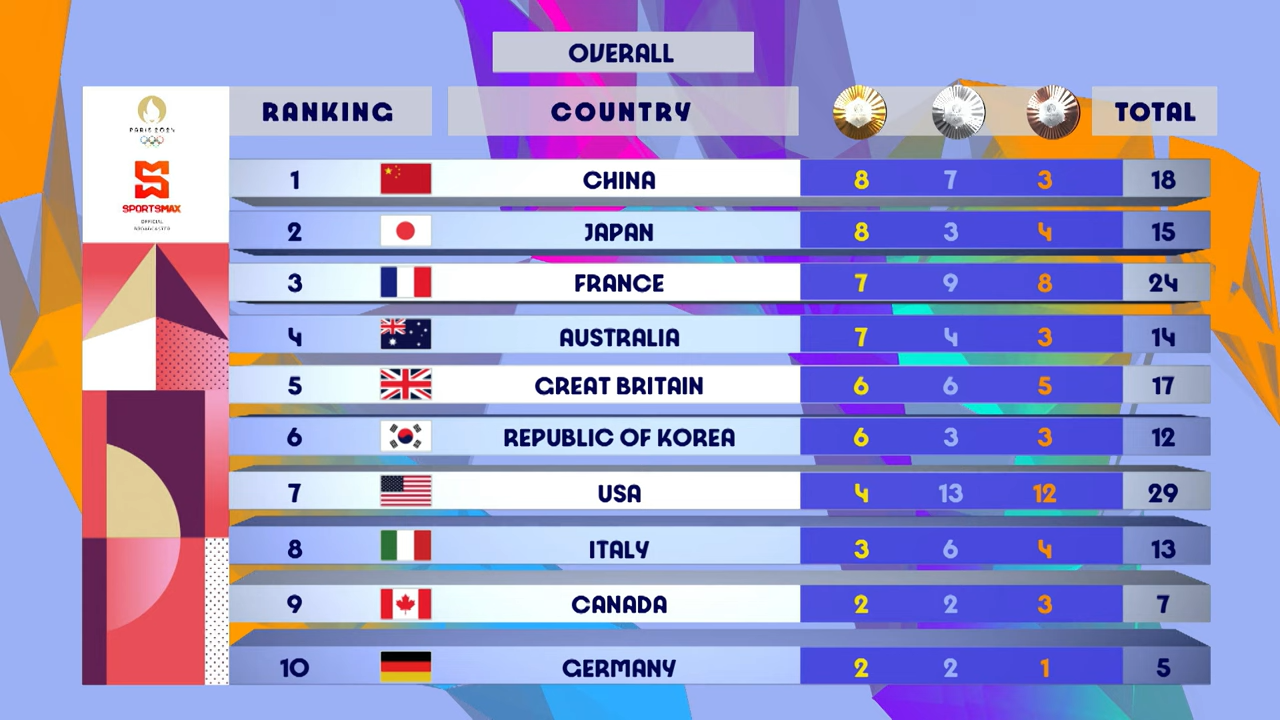 OVERALL
RANKING COUNTRY TOTAL
PARIS 2024
SPORTSMAX
OFFICIAL
BROADCASTER
1 CHINA 8 7 3 18
2 JAPAN 8 3 4 15
3 FRANCE 7 9 8 24
4 AUSTRALIA 7 4 3 14
5 GREAT BRITAIN 6 6 5 17
6 REPUBLIC OF KOREA 6 3 3 12
7 USA 4 13 12 29
8 ITALY 3 6 4 13
9 CANADA 2 2 3 7
10 GERMANY 2 2 1 5